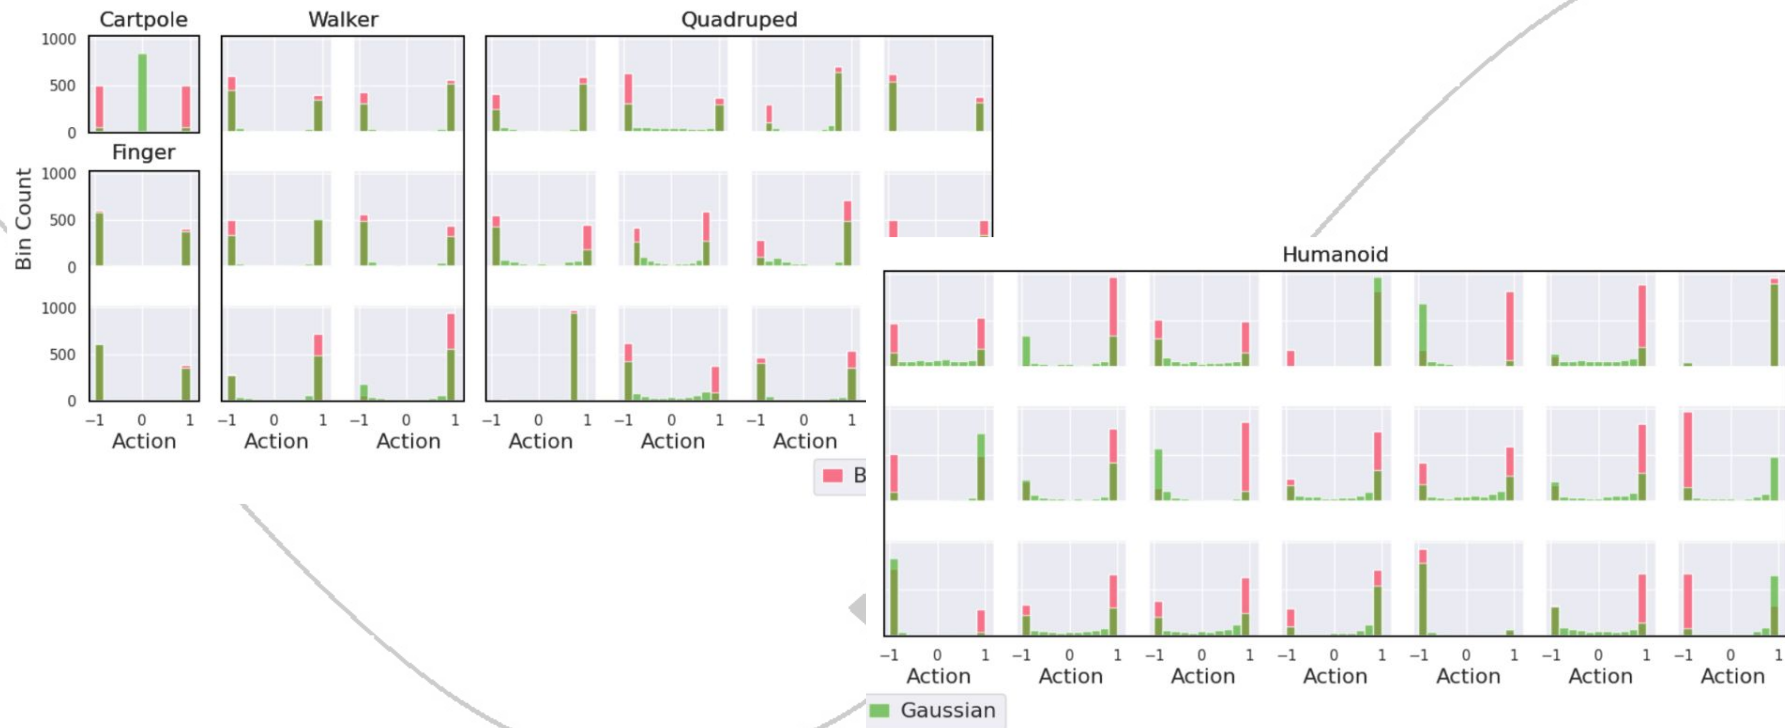 Cartpole
Walker
Quadruped
1000
500
0
Finger
1000
500
0
1000
500
0
Bin Count
−1 0 1
−1 0 1
−1 0 1
−1 0 1
−1 0 1
−1 0 1
Action
Action
Action
Action
Action
Action
B
Humanoid
−1 0 1
−1 0 1
−1 0 1
−1 0 1
−1 0 1
−1 0 1
−1 0 1
Action
Action
Action
Action
Action
Action
Action
Gaussian